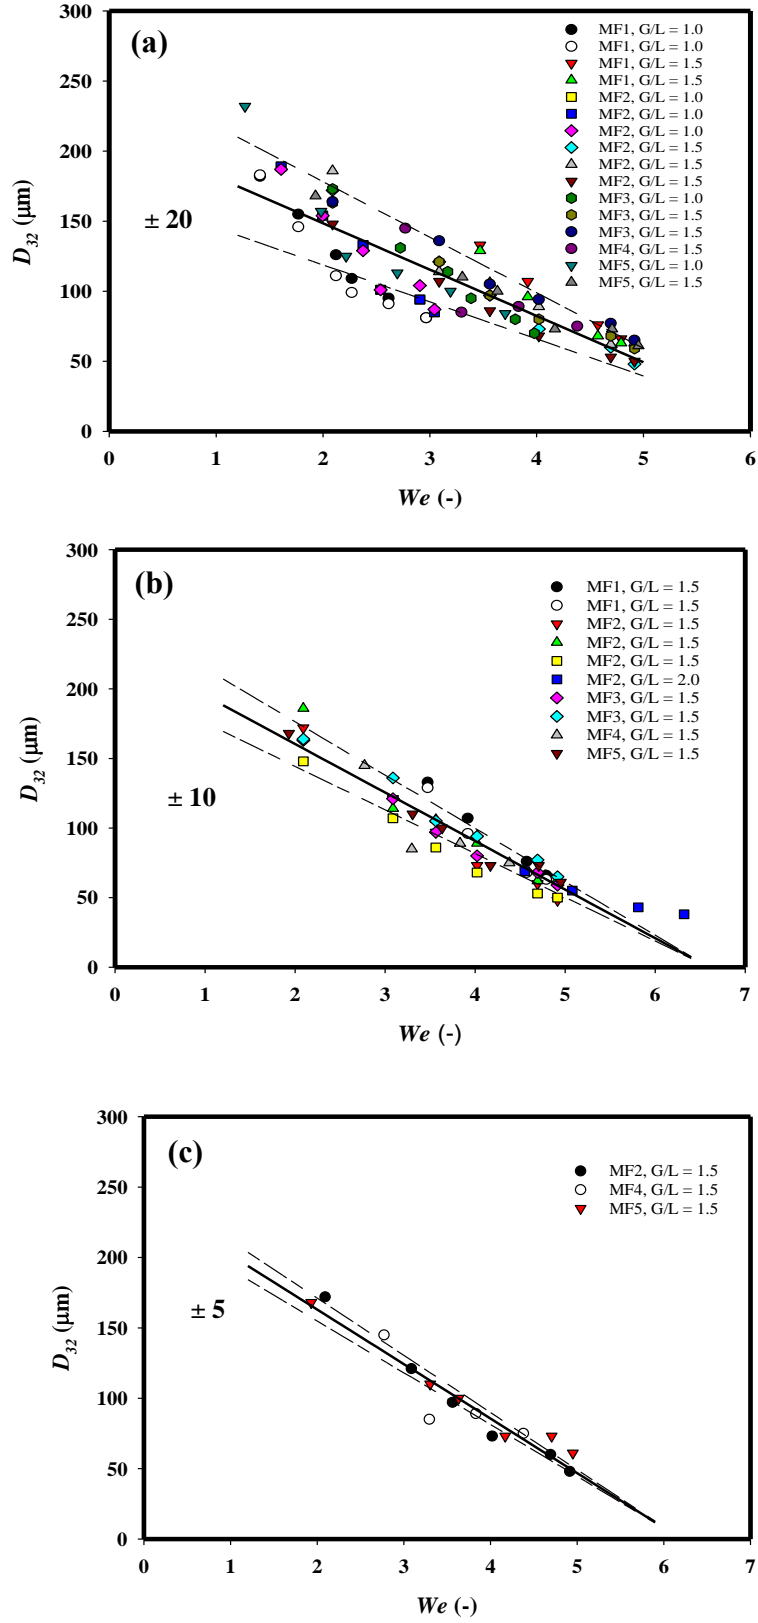 (a)
300
250
200
150
100
50
0
D32 (μm)
± 20
MF1, G/L = 1.0
MF1, G/L = 1.0
MF1, G/L = 1.5
MF1, G/L = 1.5
MF2, G/L = 1.0
MF2, G/L = 1.0
MF2, G/L = 1.0
MF2, G/L = 1.5
MF2, G/L = 1.5
MF2, G/L = 1.5
MF3, G/L = 1.0
MF3, G/L = 1.5
MF3, G/L = 1.5
MF4, G/L = 1.5
MF5, G/L = 1.0
MF5, G/L = 1.5
0 1 2 3 4 5 6
We (-)
(b)
300
250
200
150
100
50
0
D32 (μm)
± 10
MF1, G/L = 1.5
MF1, G/L = 1.5
MF2, G/L = 1.5
MF2, G/L = 1.5
MF2, G/L = 1.5
MF2, G/L = 2.0
MF3, G/L = 1.5
MF3, G/L = 1.5
MF4, G/L = 1.5
MF5, G/L = 1.5
0 1 2 3 4 5 6 7
We (-)
(c)
300
250
200
150
100
50
0
D32 (μm)
± 5
MF2, G/L = 1.5
MF4, G/L = 1.5
MF5, G/L = 1.5
0 1 2 3 4 5 6 7
We (-)